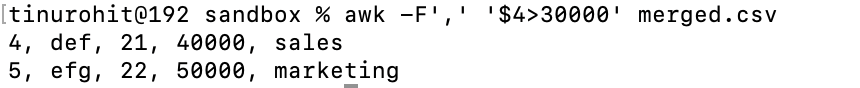 [tinurohit@192 sandbox % awk -F',' '$4>30000' merged.csv
4, def, 21, 40000, sales
5, efg, 22, 50000, marketing